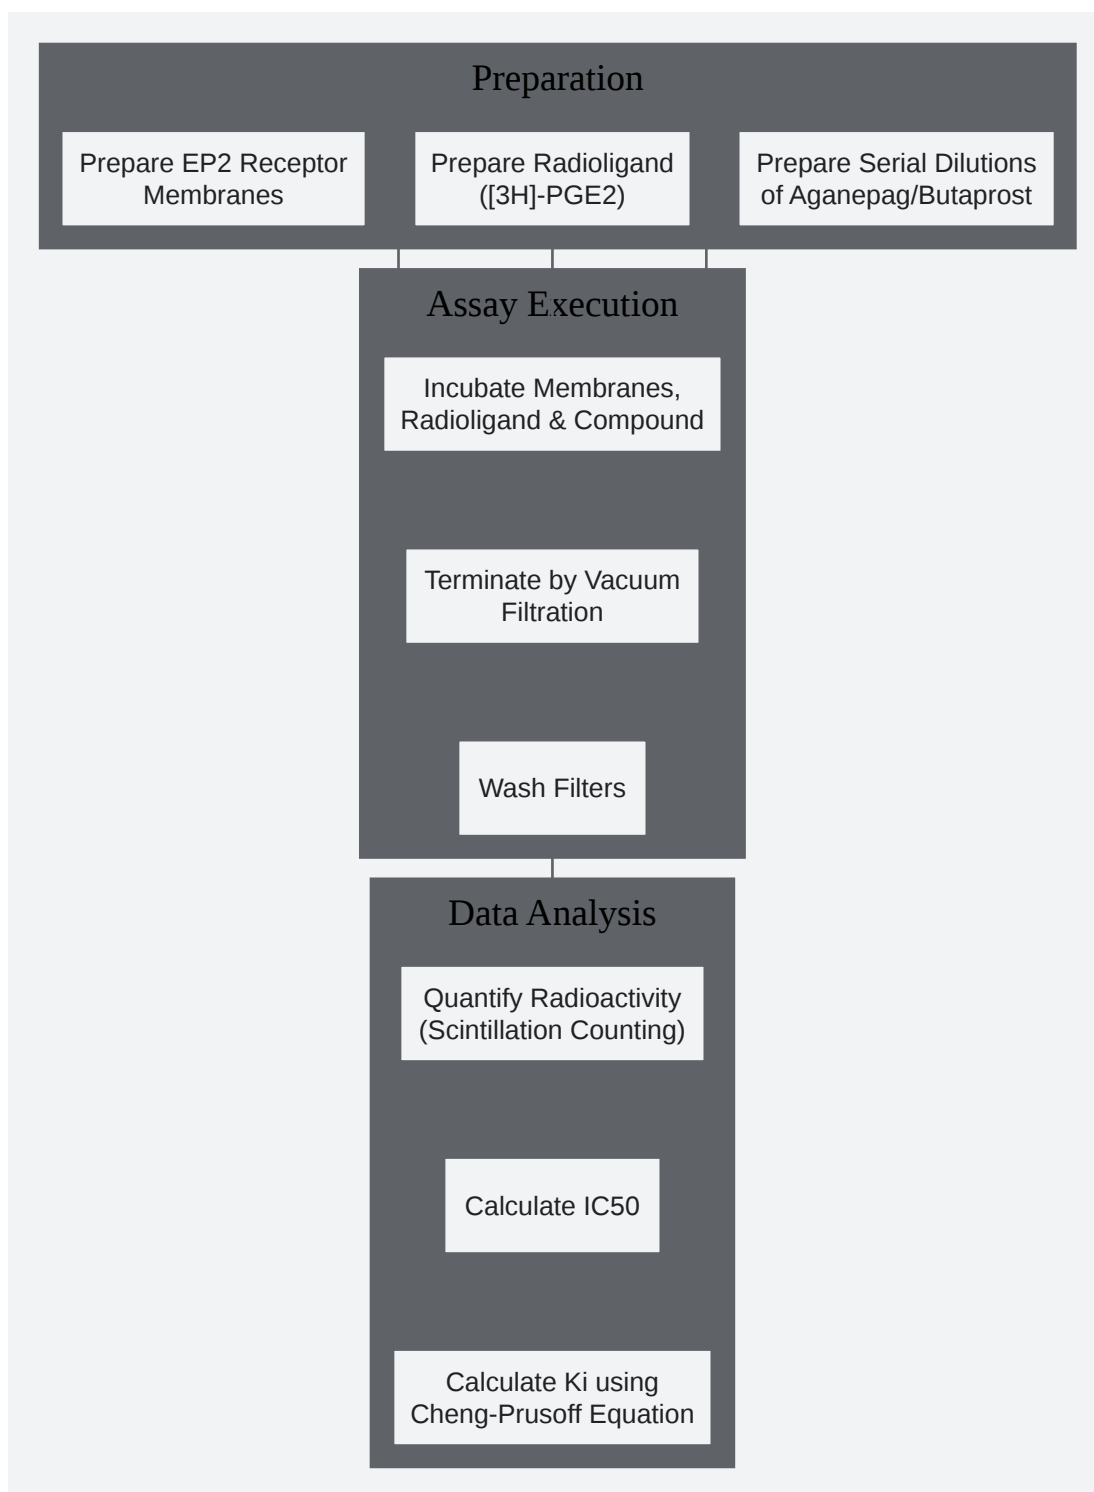 Preparation
Prepare EP2 Receptor
Membranes
Prepare Radioligand
([3H]-PGE2)
Prepare Serial Dilutions
of Aganepag/Butaprost
Assay Execution
Incubate Membranes,
Radioligand & Compound
Terminate by Vacuum
Filtration
Wash Filters
Data Analysis
Quantify Radioactivity
(Scintillation Counting)
Calculate IC50
Calculate Ki using
Cheng-Prusoff Equation